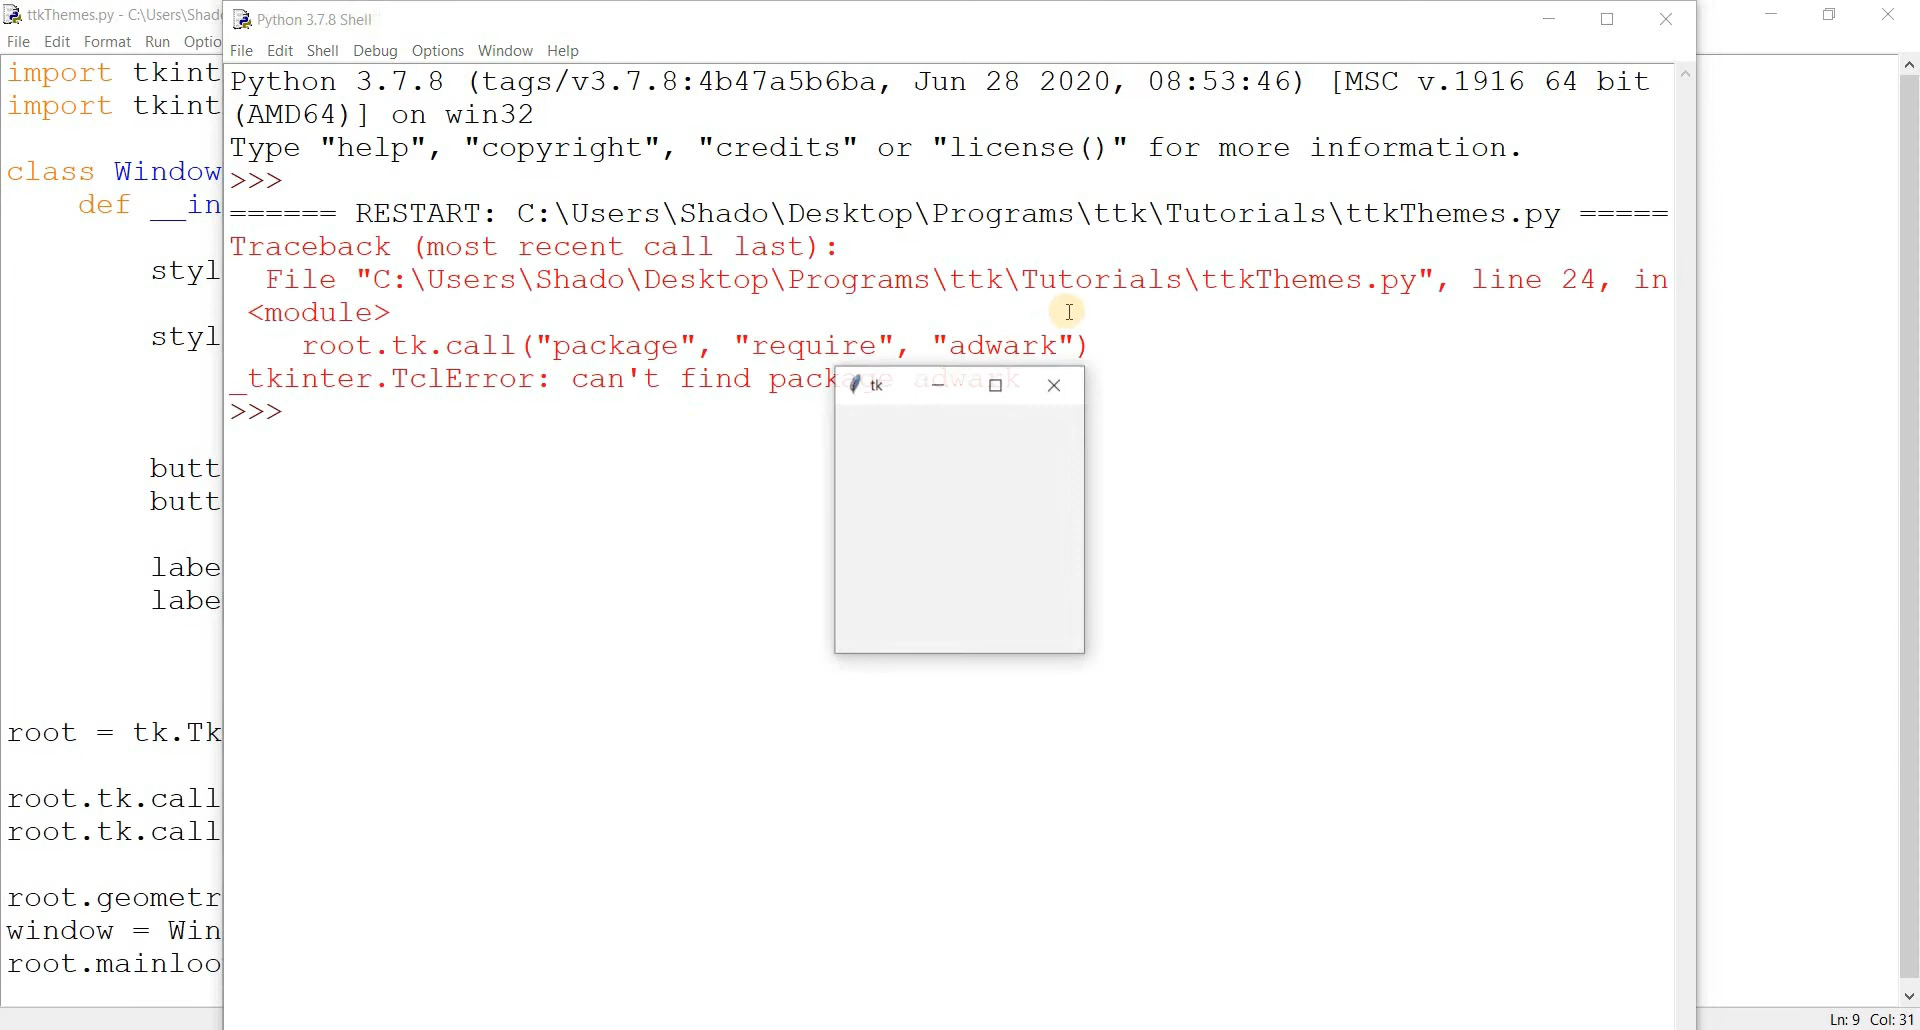 ttkThemes.py - C:\Users\Shado
File Edit Format Run Optio
import tkint
import tkint
class Window
def __in
styl
styl
butt
butt
labe
labe
root = tk.Tk
root.tk.call
root.tk.call
root.geometr
window = Win
root.mainloo
Python 3.7.8 Shell
File Edit Shell Debug Options Window Help
Python 3.7.8 (tags/v3.7.8:4b47a5b6ba, Jun 28 2020, 08:53:46) [MSC v.1916 64 bit
(AMD64)] on win32
Type "help", "copyright", "credits" or "license()" for more information.
>>>
====== RESTART: C:\Users\Shado\Desktop\Programs\ttk\Tutorials\ttkThemes.py =====
Traceback (most recent call last):
File "C:\Users\Shado\Desktop\Programs\ttk\Tutorials\ttkThemes.py", line 24, in
<module>
root.tk.call("package", "require", "adwark")
_tkinter.TclError: can't find package adwark
>>>
tk
Ln: 9 Col: 31